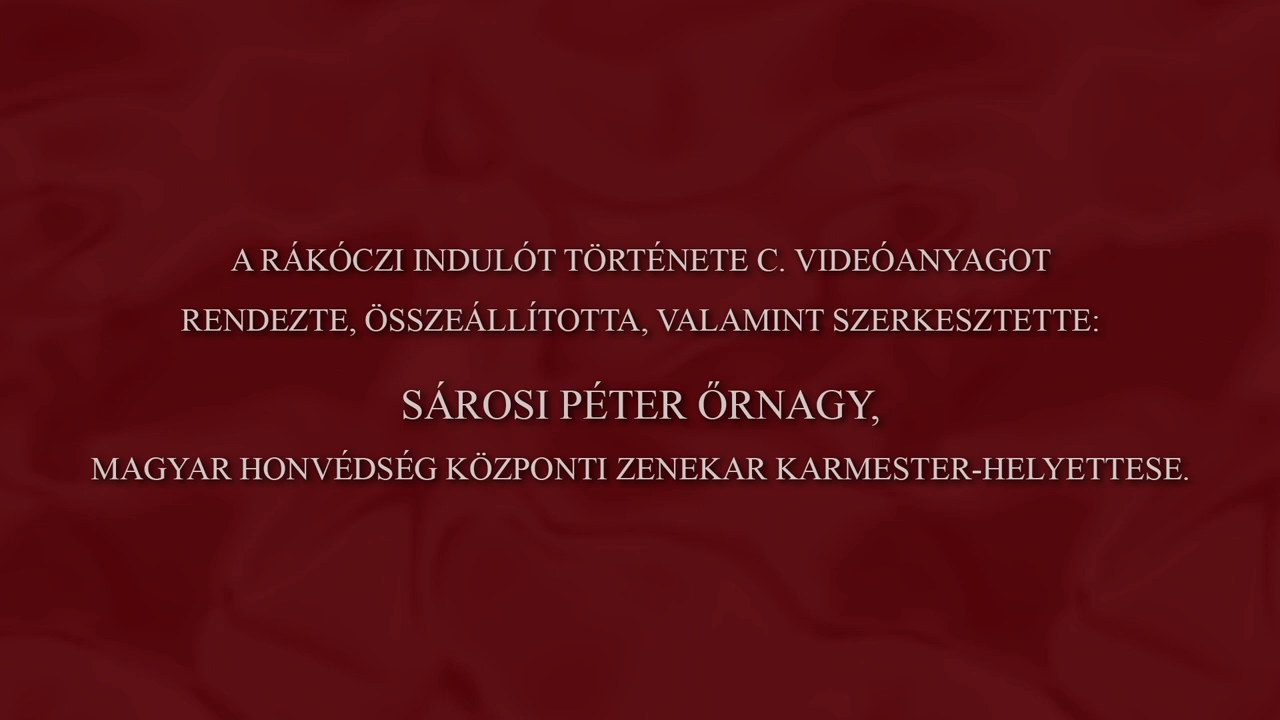 A RÁKÓCZI INDULÓT TÖRTÉNETE C. VIDEÓANYAGOT
RENDEZTE, ÖSSZEÁLLÍTOTTA, VALAMINT SZERKESZTETTE:
SÁROSI PÉTER ŐRNAGY,
MAGYAR HONVÉDSÉG KÖZPONTI ZENEKAR KARMESTER-HELYETTESE.